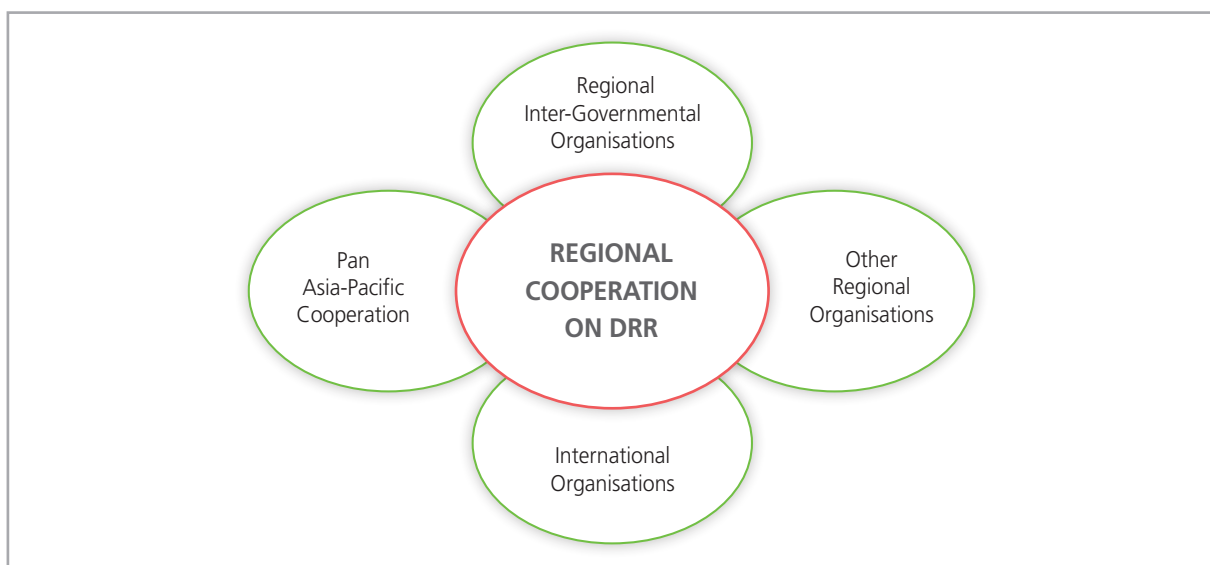 Regional
Inter-Governmental
Organisations
Pan
Asia-Pacific
Cooperation
REGIONAL
COOPERATION
ON DRR
Other
Regional
Organisations
International
Organisations